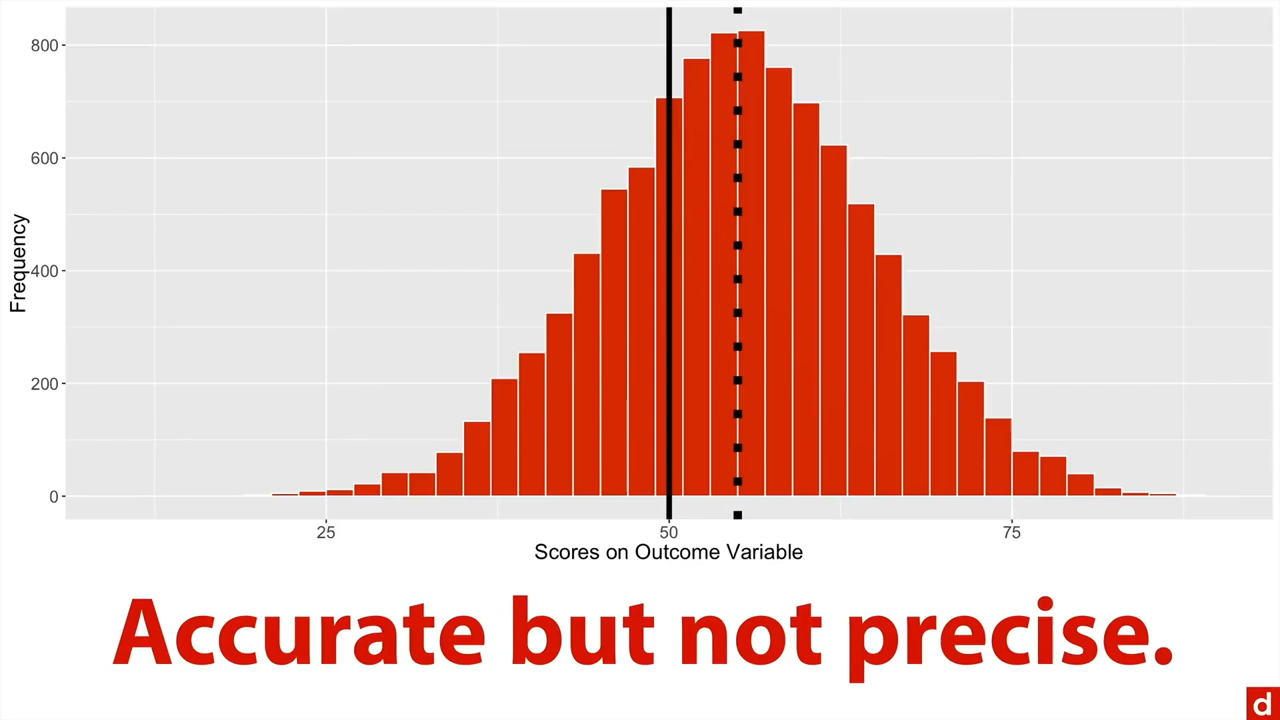 800
600
400
200
0
Frequency
25 50 75
Scores on Outcome Variable
Accurate but not precise.
d